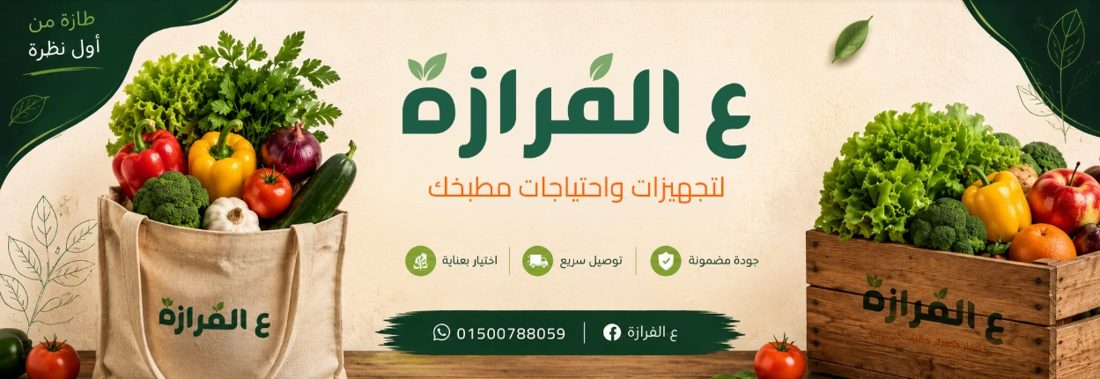 طازة من
أول نظرة
ع الفرازة
لتجهيزات واحتياجات مطبخك
جودة مضمونة
توصيل سريع
اختيار بعناية
ع الفرازة
01500788059
ع الفرازة
ع الفرازة